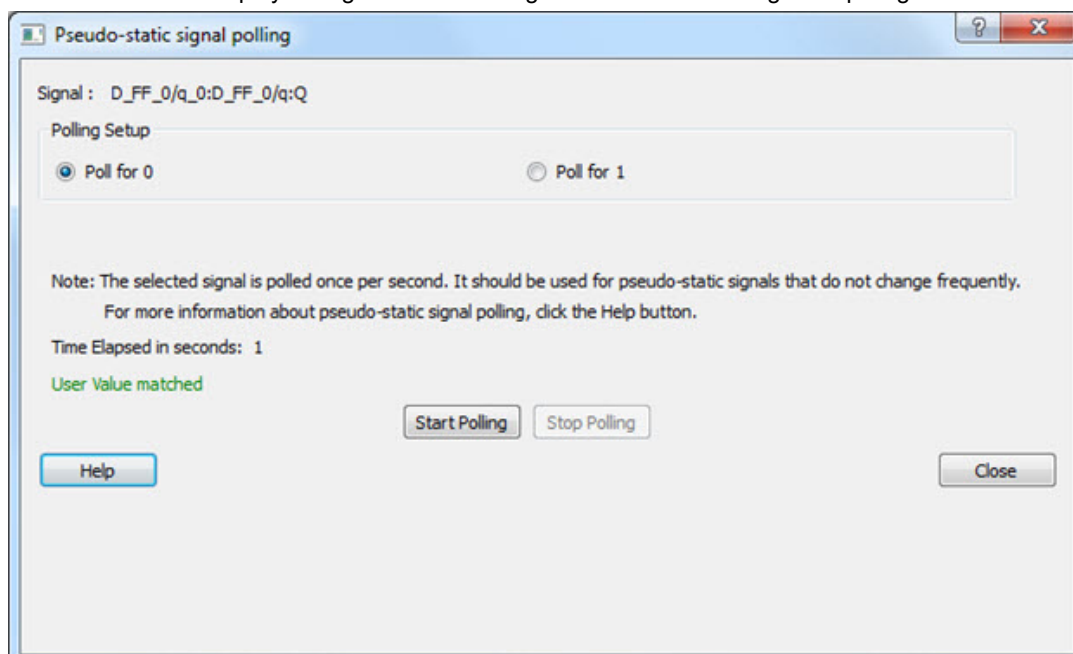 Pseudo-static signal polling
Signal : D_FF_0/q_0:D_FF_0/q:Q
Polling Setup
Poll for 0 Poll for 1
Note: The selected signal is polled once per second. It should be used for pseudo-static signals that do not change frequently.
For more information about pseudo-static signal polling, click the Help button.
Time Elapsed in seconds: 1
User Value matched
Start Polling Stop Polling
Help Close